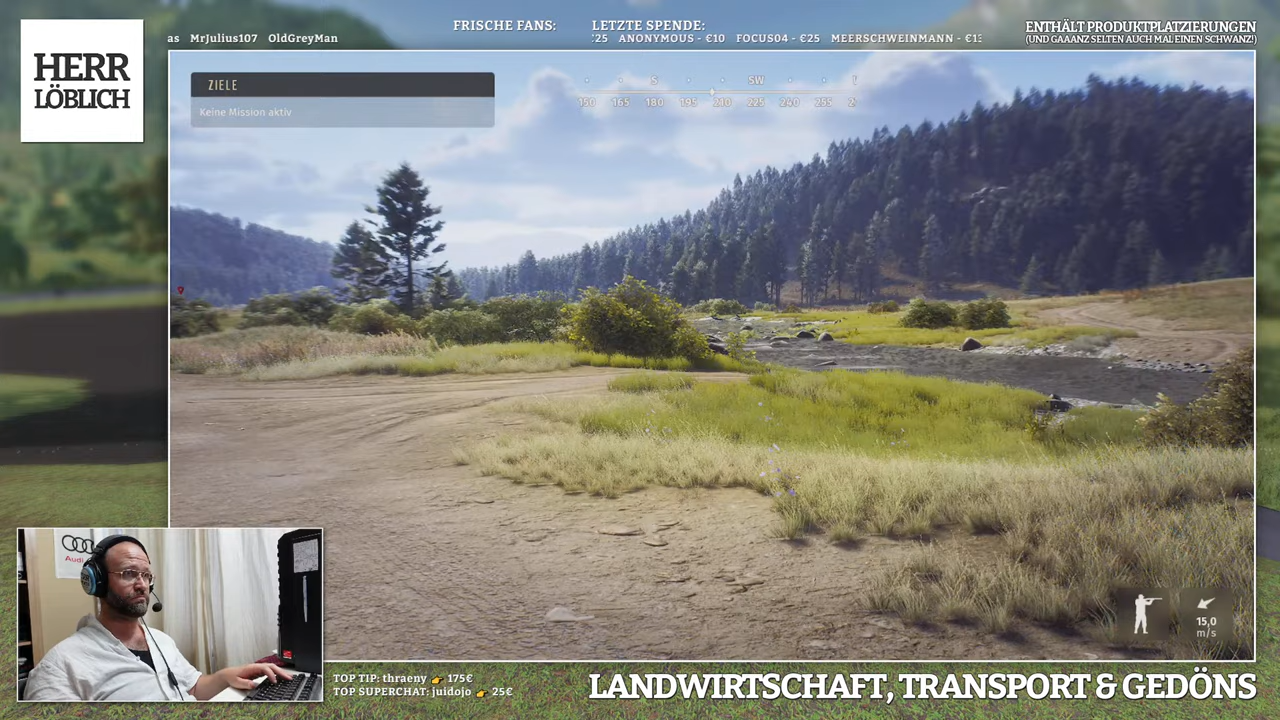 HERR
LÖBLICH
FRISCHE FANS:
as MrJulius107 OldGreyMan
LETZTE SPENDE:
:25 ANONYMOUS - €10 FOCUS04 - €25 MEERSCHWEINMANN - €1
ENTHÄLT PRODUKTPLATZIERUNGEN
(UND GAAANZ SELTEN AUCH MAL EINEN SCHWANZ!)
ZIELE
Keine Mission aktiv
S SW
150 165 180 195 210 225 240 255
Audi
15,0
m/s
TOP TIP: thraeny 👉 175€
TOP SUPERCHAT: juidojo 👉 25€
LANDWIRTSCHAFT, TRANSPORT & GEDÖNS